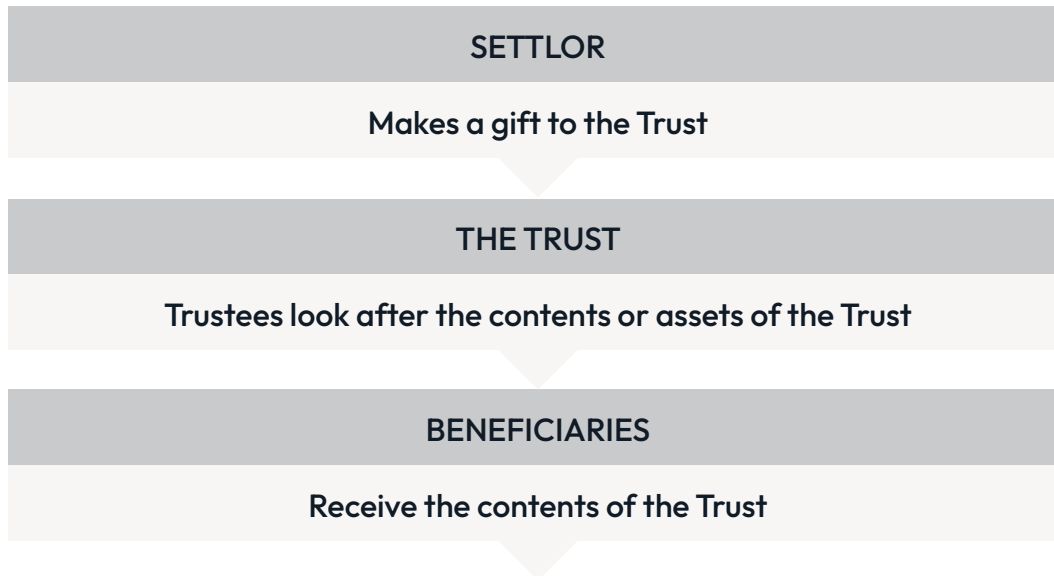 SETTLOR
Makes a gift to the Trust
THE TRUST
Trustees look after the contents or assets of the Trust
BENEFICIARIES
Receive the contents of the Trust